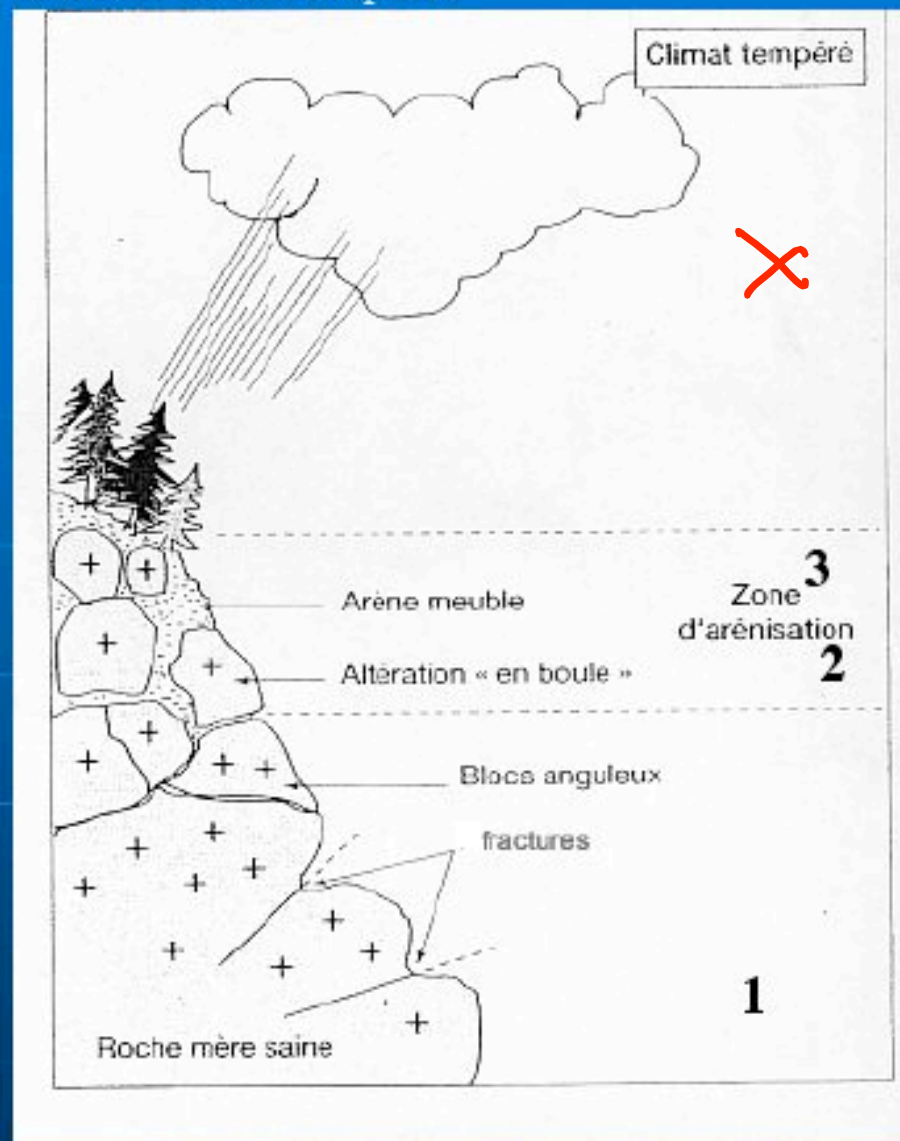 Climat tempéré
3
Arène meuble
Zone
d'arénisation
Altération « en boule »
2
Blocs anguleux
fractures
1
Roche mère saine